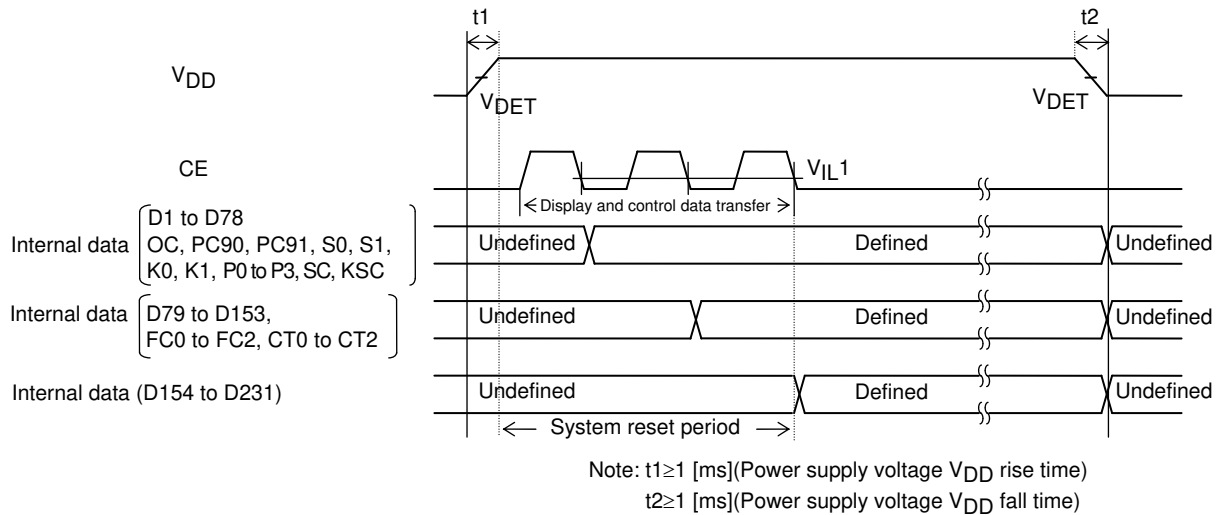 t1
t2
VDD
VDET
VDET
CE
VIL1
Display and control data transfer
Internal data
D1 to D78
OC, PC90, PC91, S0, S1,
K0, K1, P0 to P3, SC, KSC
Undefined
Defined
Undefined
Internal data
D79 to D153,
FC0 to FC2, CT0 to CT2
Undefined
Defined
Undefined
Internal data (D154 to D231)
Undefined
Defined
Undefined
System reset period
Note: t1≥1 [ms](Power supply voltage VDD rise time)
t2≥1 [ms](Power supply voltage VDD fall time)